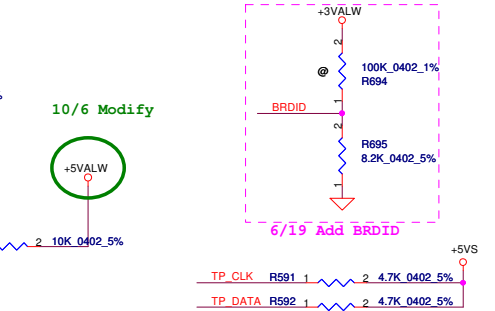 +3VALW
2
@
100K_0402_1%
R694
1
BRDID
2
R695
8.2K_0402_5%
1
6/19 Add BRDID
%
10/6 Modify
+5VALW
2 10K_0402_5%
+5VS
TP_CLK R591 1 2 4.7K_0402_5%
TP_DATA R592 1 2 4.7K_0402_5%